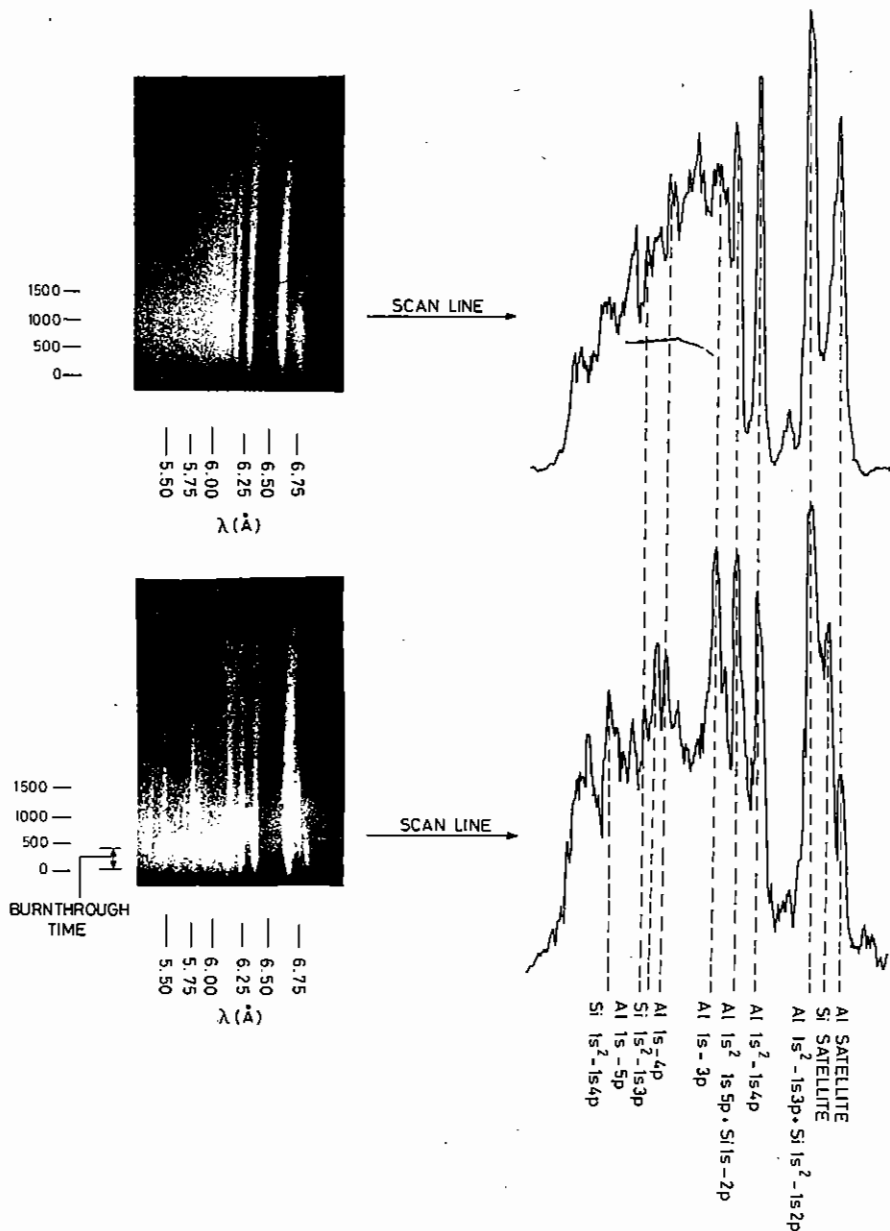 1500
1000
500
0
SCAN LINE
5.50
5.75
6.00
6.25
6.50
6.75
λ(Å)
1500
1000
500
0
BURNTHROUGH
TIME
SCAN LINE
5.50
5.75
6.00
6.25
6.50
6.75
λ(Å)
Si 1s²-1s4p
Al 1s-5p
Si 1s²-1s3p
Al 1s-4p
Al 1s-3p
Al 1s² 1s5p+Si1s-2p
Al 1s²-1s4p
Al 1s²-1s3p+Si 1s²-1s2p
Si SATELLITE
Al SATELLITE